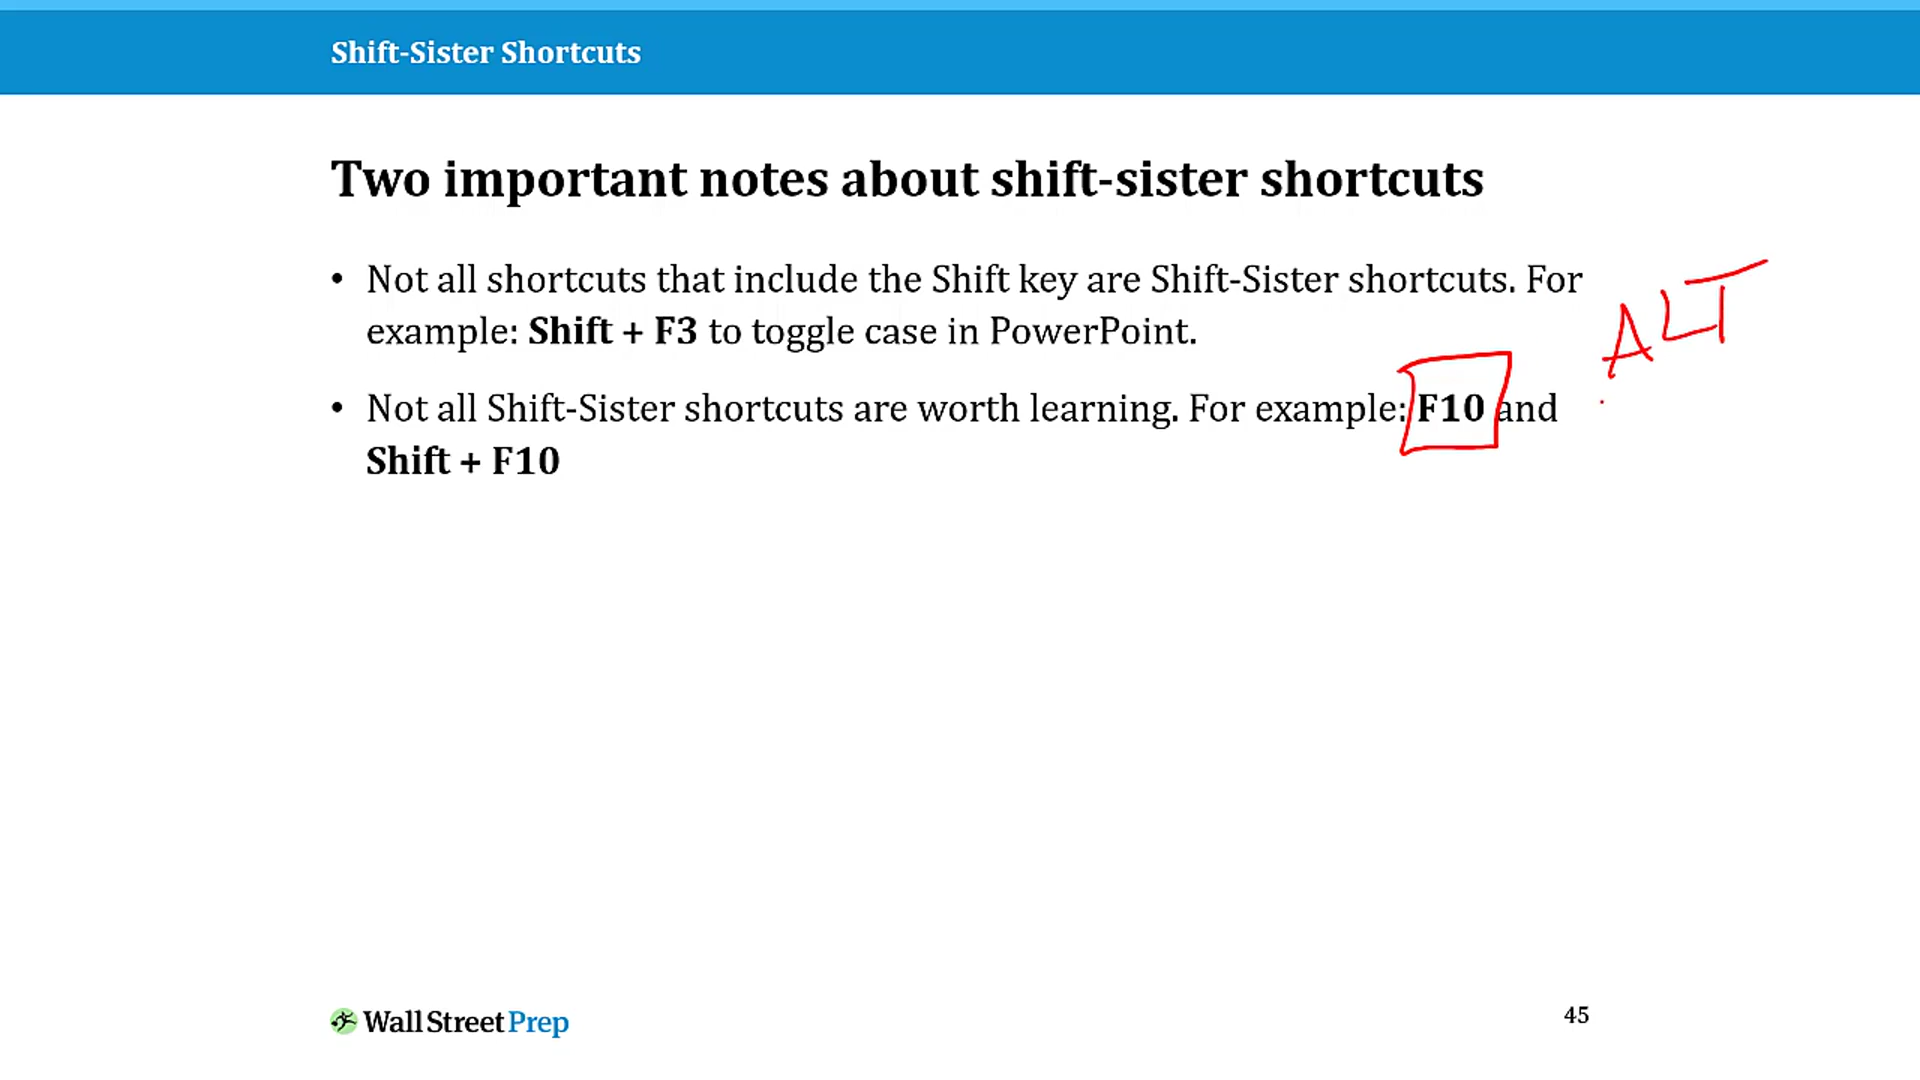 Shift-Sister Shortcuts
Two important notes about shift-sister shortcuts
• Not all shortcuts that include the Shift key are Shift-Sister shortcuts. For
example: Shift + F3 to toggle case in PowerPoint.
ALT
• Not all Shift-Sister shortcuts are worth learning. For example: F10 and
Shift + F10
Wall Street Prep
45